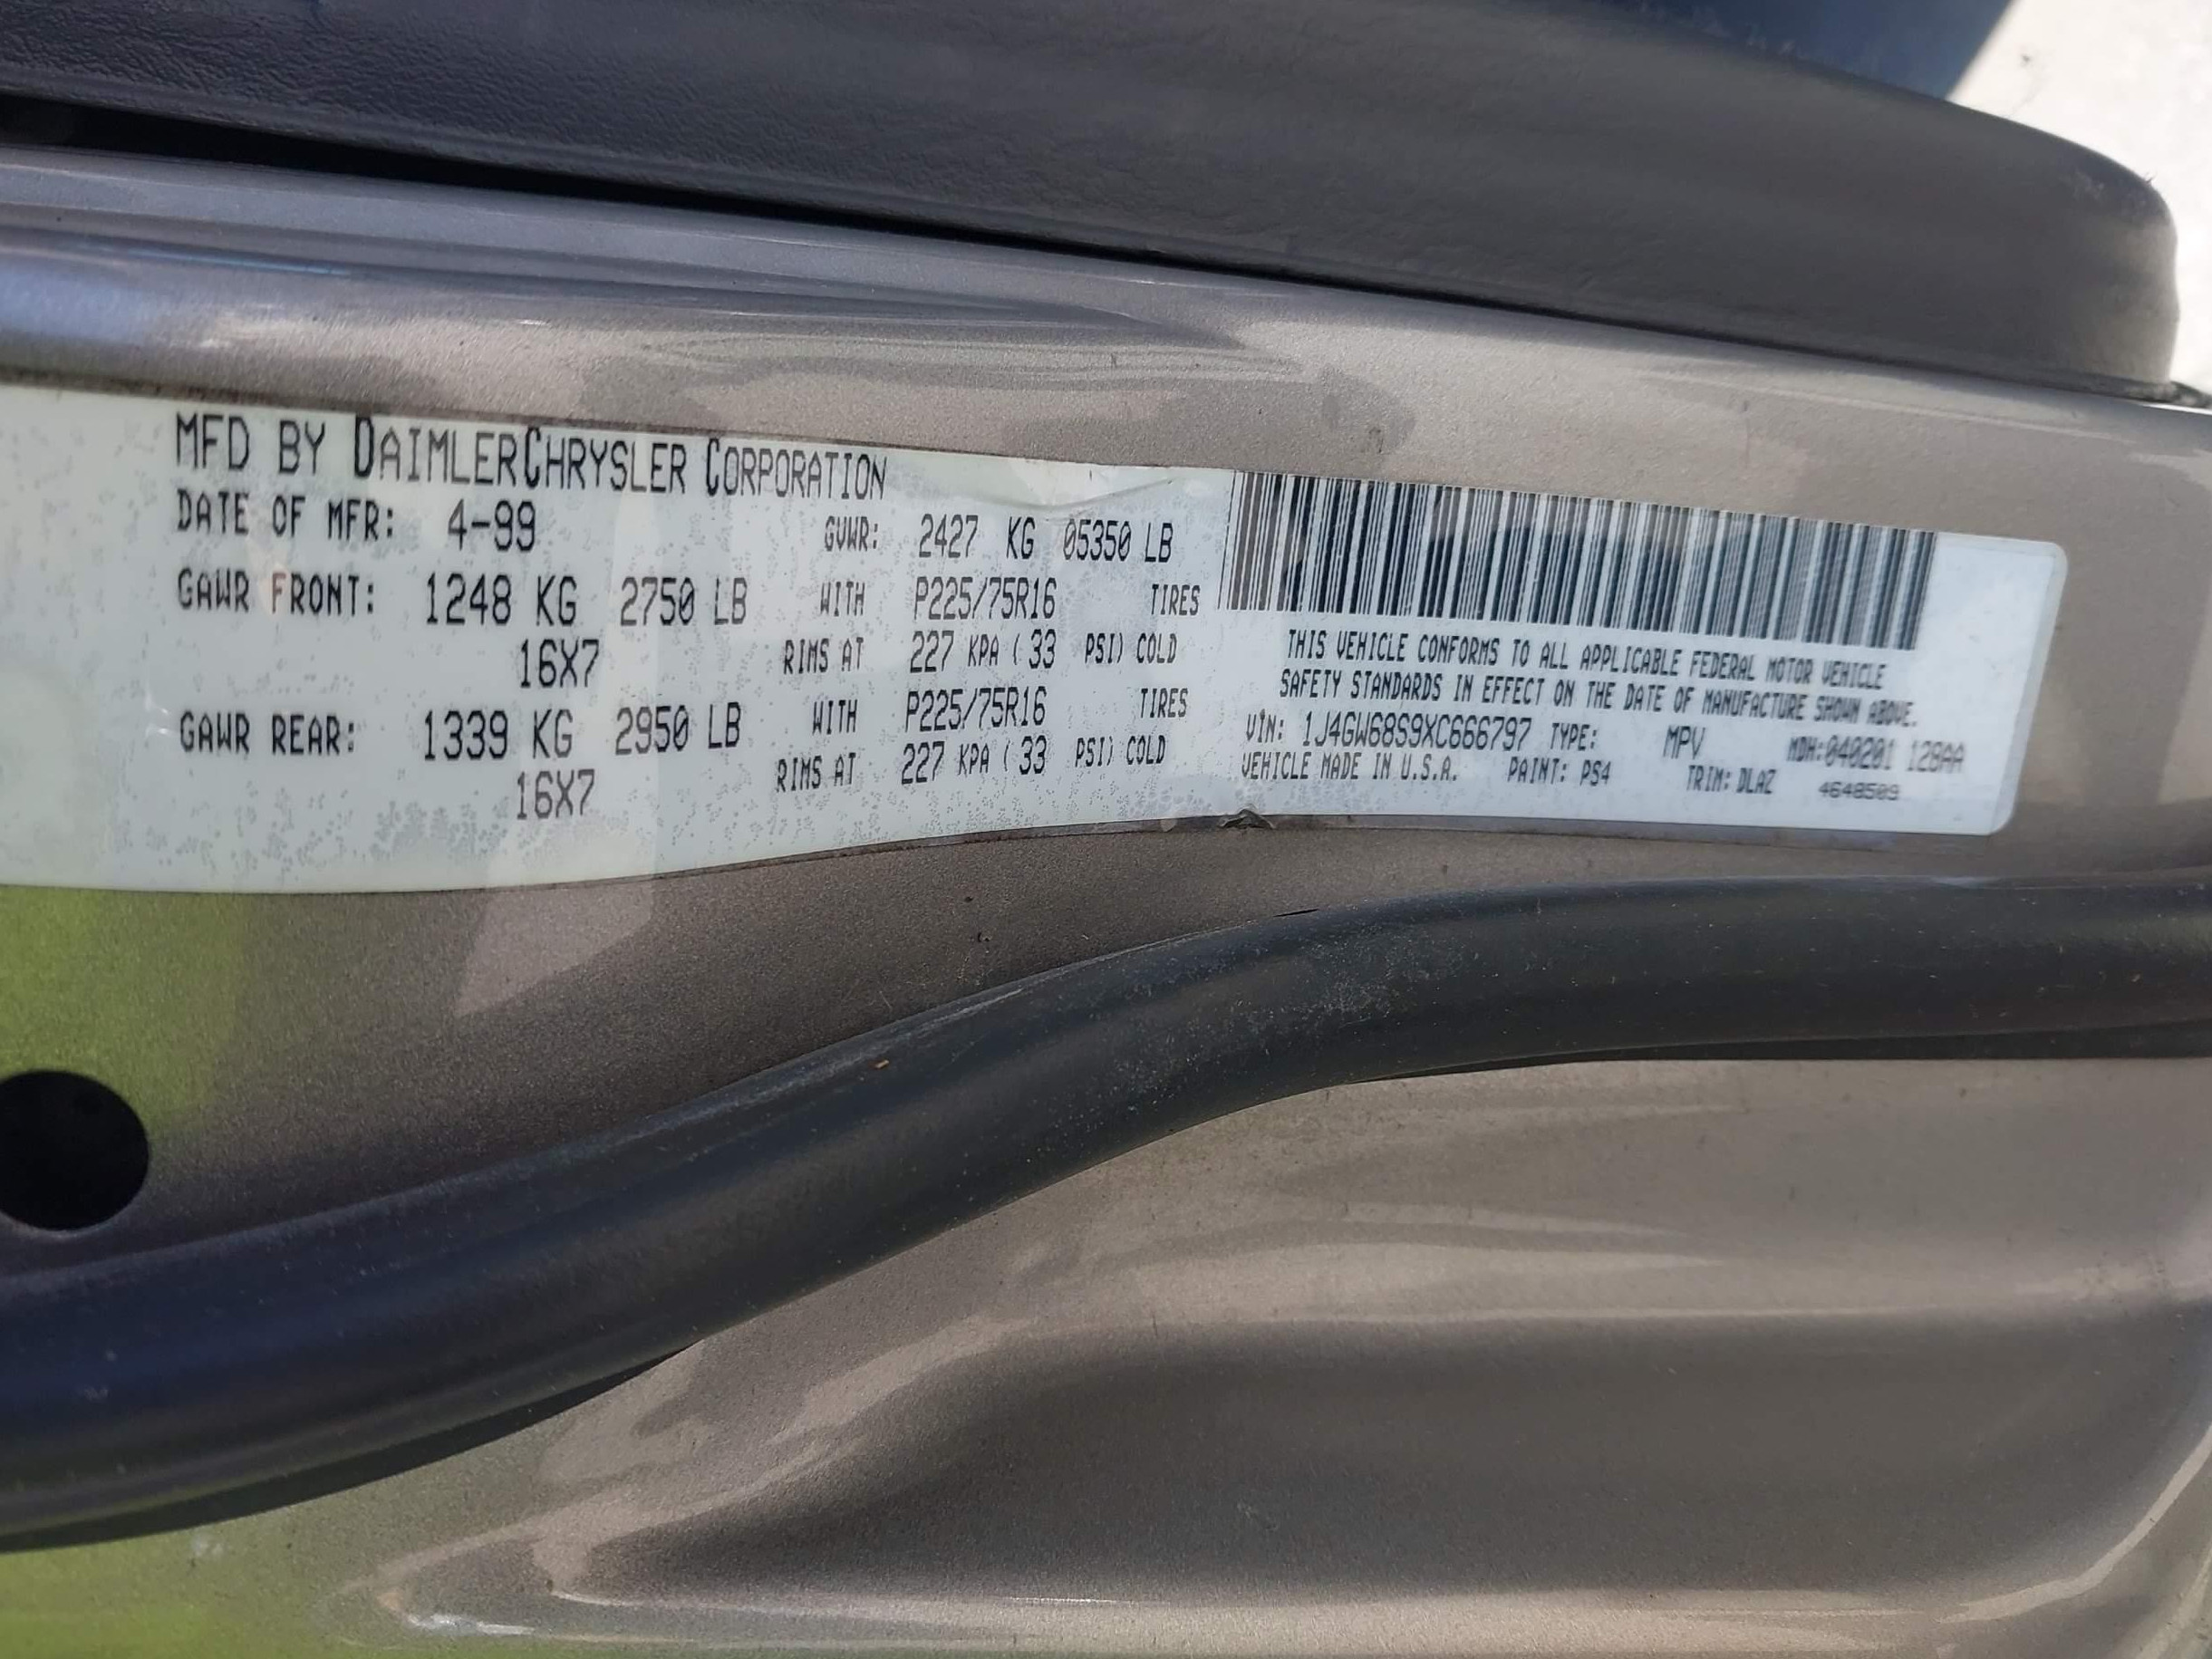 MFD BY DAIMLERCHRYSLER CORPORATION
DATE OF MFR: 4-99 GVWR: 2427 KG 05350 LB
GAWR FRONT: 1248 KG 2750 LB WITH P225/75R16 TIRES
16X7 RIMS AT 227 KPA ( 33 PSI) COLD
GAWR REAR: 1339 KG 2950 LB WITH P225/75R16 TIRES
16X7 RIMS AT 227 KPA ( 33 PSI) COLD
THIS VEHICLE CONFORMS TO ALL APPLICABLE FEDERAL MOTOR VEHICLE
SAFETY STANDARDS IN EFFECT ON THE DATE OF MANUFACTURE SHOWN ABOVE.
VIN: 1J4GW68S9XC666797 TYPE: MPV MDH:040201 128AA
VEHICLE MADE IN U.S.A. PAINT: PS4 TRIM: DLAZ 4648509